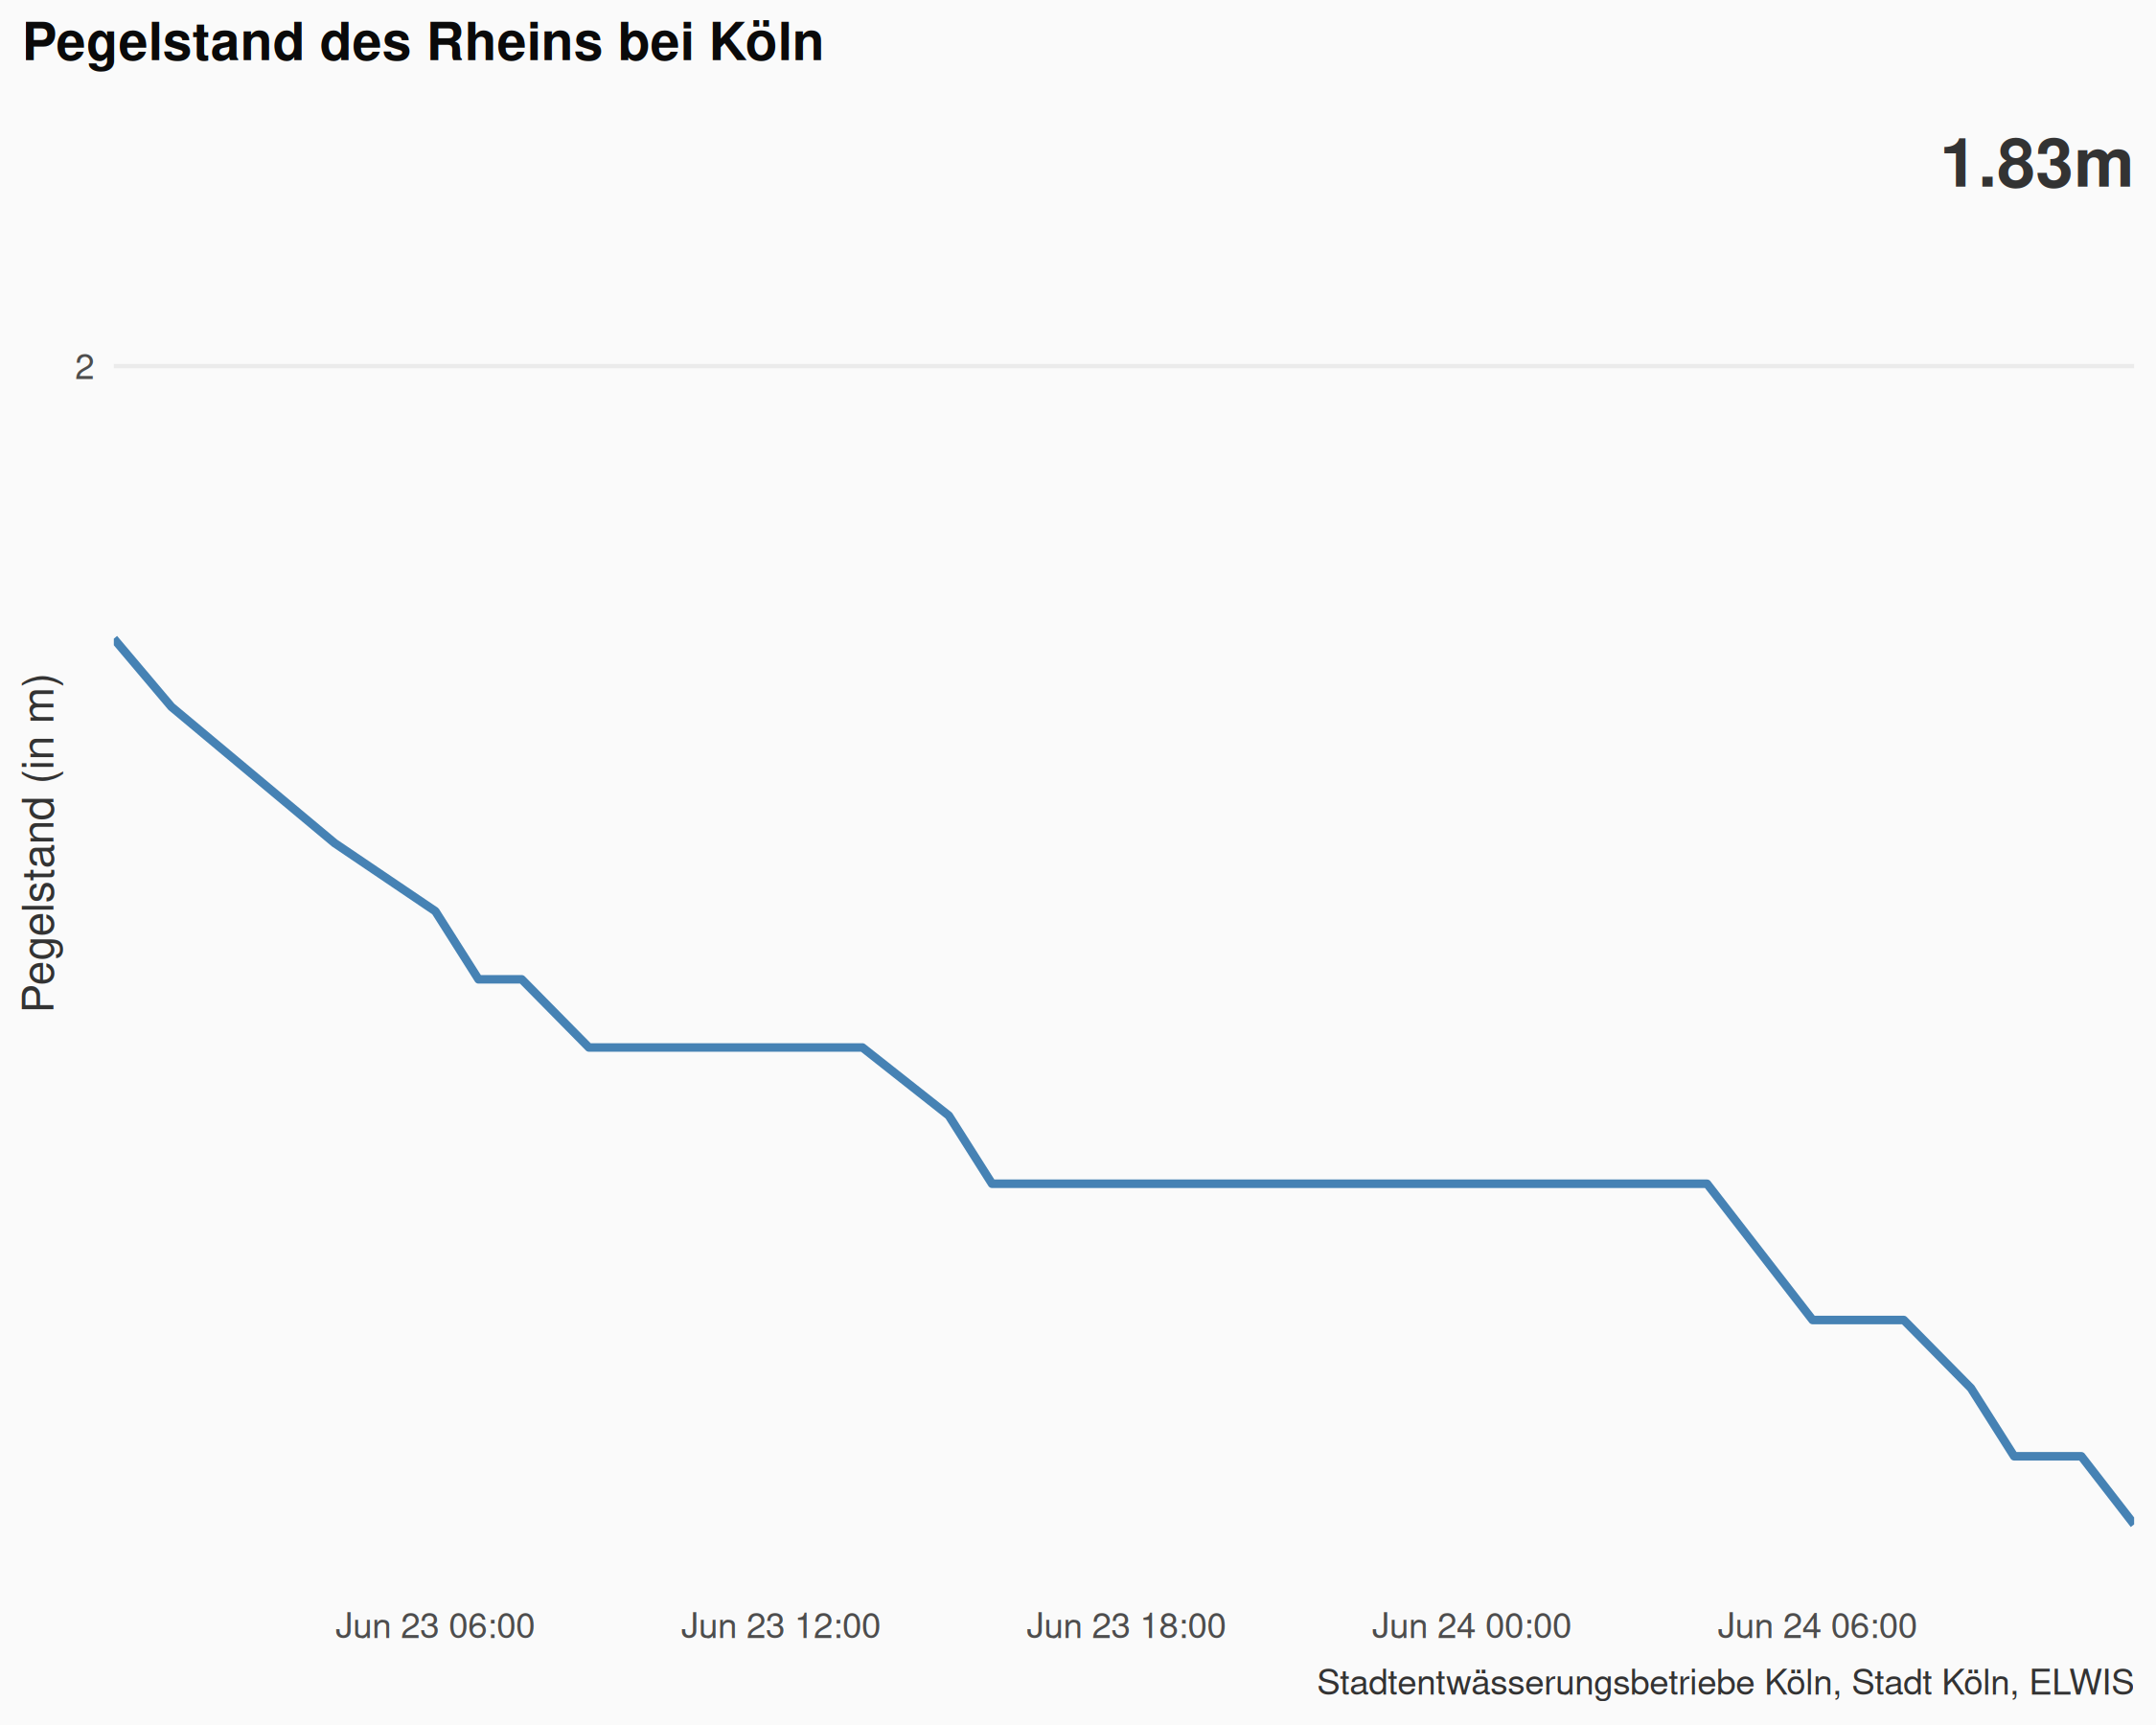 Pegelstand des Rheins bei Köln
1.83m
2
Pegelstand (in m)
Jun 23 06:00 Jun 23 12:00 Jun 23 18:00 Jun 24 00:00 Jun 24 06:00
Stadtentwässerungsbetriebe Köln, Stadt Köln, ELWIS